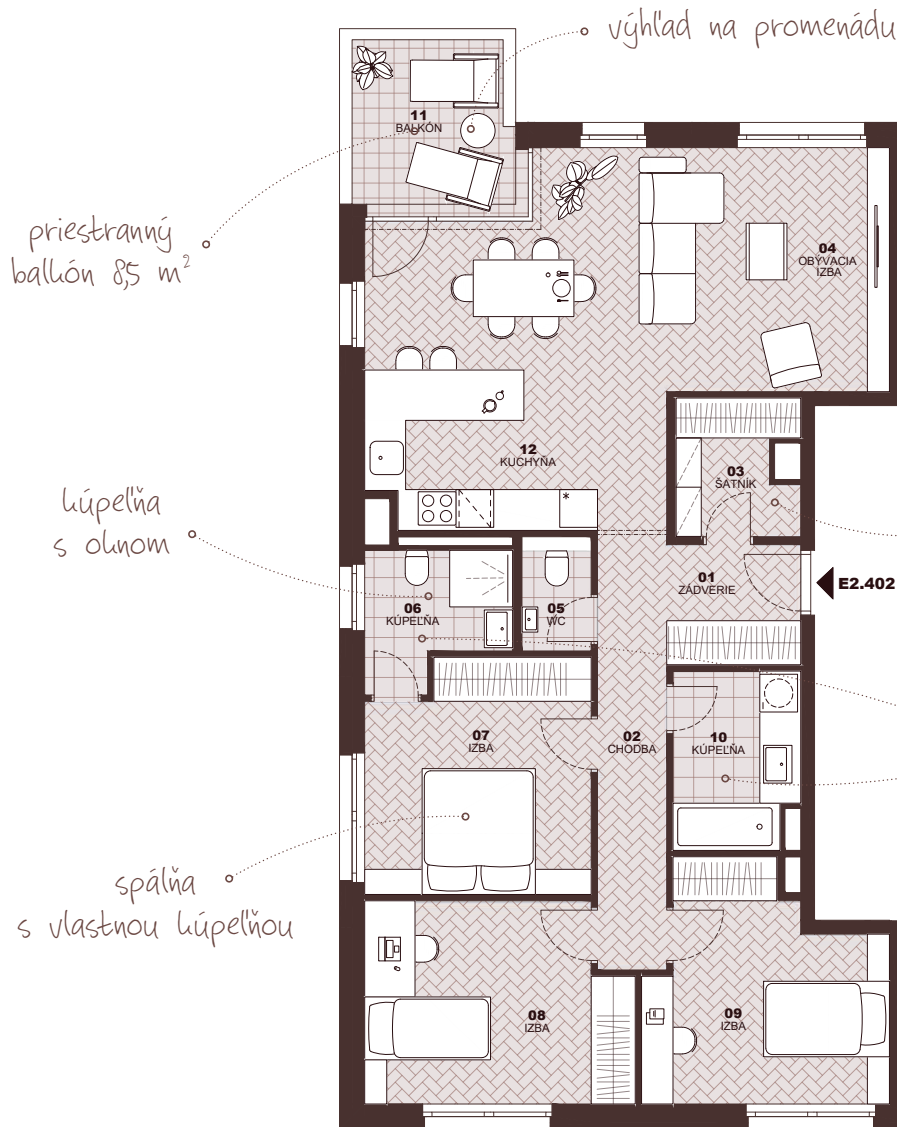 výhľad na promenádu
11
BALKÓN
priestranný
balkón 8,5 m²
04
OBÝVACIA
IZBA
12
KUCHYŇA
03
ŠATNÍK
kúpeľňa
s oknom
01
ZÁDVERIE
E2.402
06
KÚPEĽŇA
05
WC
07
IZBA
02
CHODBA
10
KÚPEĽŇA
spálňa
s vlastnou kúpeľňou
08
IZBA
09
IZBA